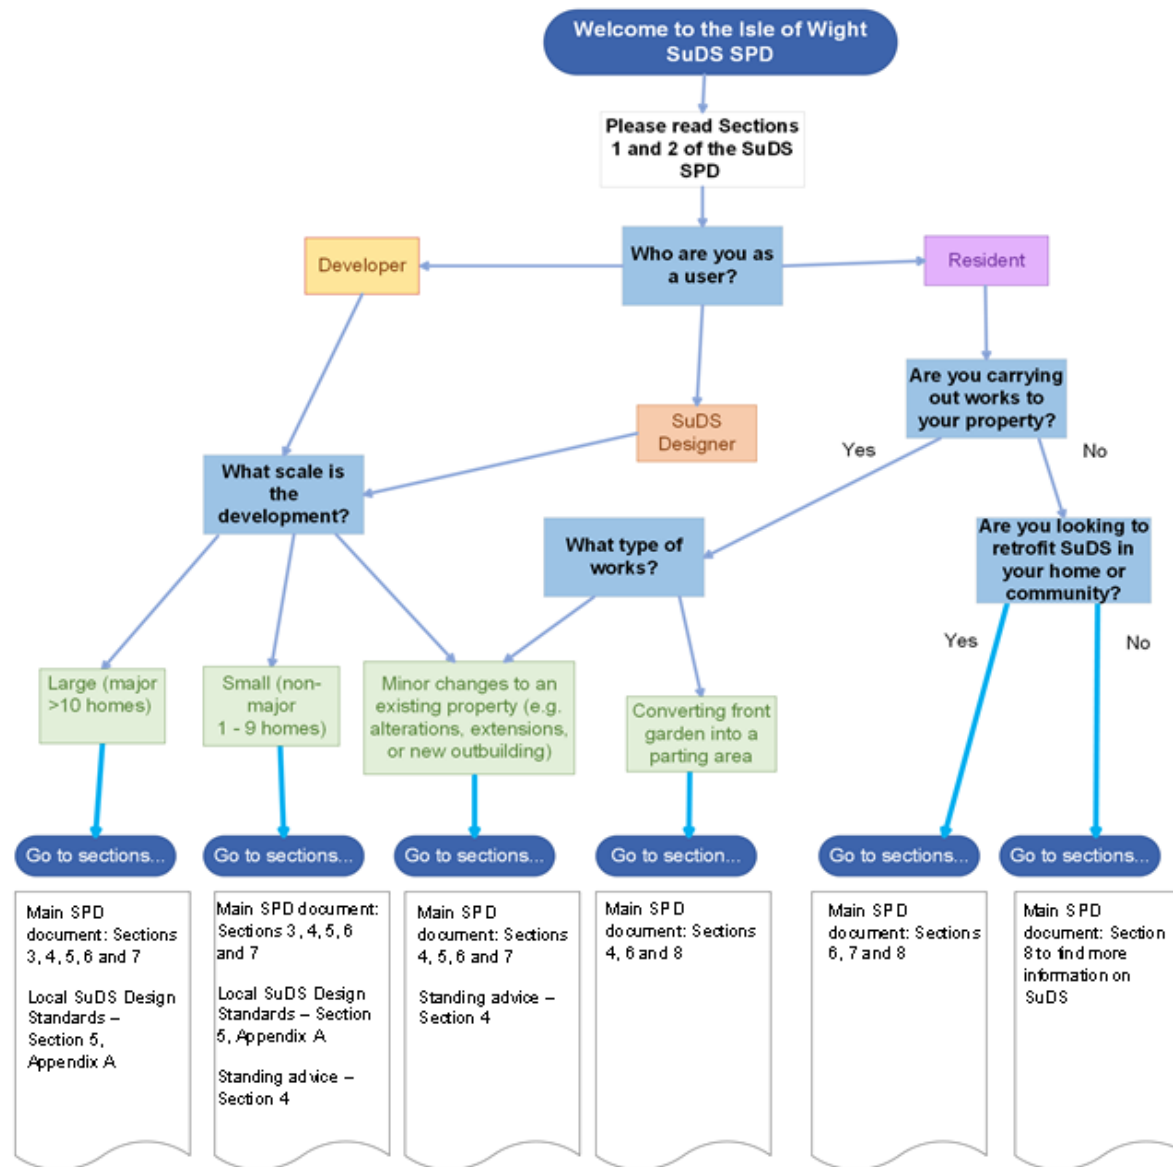 Welcome to the Isle of Wight
SuDS SPD
Please read Sections
1 and 2 of the SuDS
SPD
Who are you as
a user?
Developer
Resident
SuDS
Designer
Are you carrying
out works to
your property?
Yes
No
What scale is
the
development?
What type of
works?
Are you looking to
retrofit SuDS in
your home or
community?
Yes
No
Large (major
>10 homes)
Small (non-
major
1 - 9 homes)
Minor changes to an
existing property (e.g.
alterations, extensions,
or new outbuilding)
Converting front
garden into a
parting area
Go to sections...
Go to sections...
Go to sections...
Go to section...
Go to sections...
Go to sections...
Main SPD
document: Sections
3, 4, 5, 6 and 7
Local SuDS Design
Standards –
Section 5,
Appendix A
Main SPD document:
Sections 3, 4, 5, 6
and 7
Local SuDS Design
Standards – Section
5, Appendix A
Standing advice –
Section 4
Main SPD
document: Sections
4, 5, 6 and 7
Standing advice –
Section 4
Main SPD
document: Sections
4, 6 and 8
Main SPD
document: Sections
6, 7 and 8
Main SPD
document: Section
8 to find more
information on
SuDS